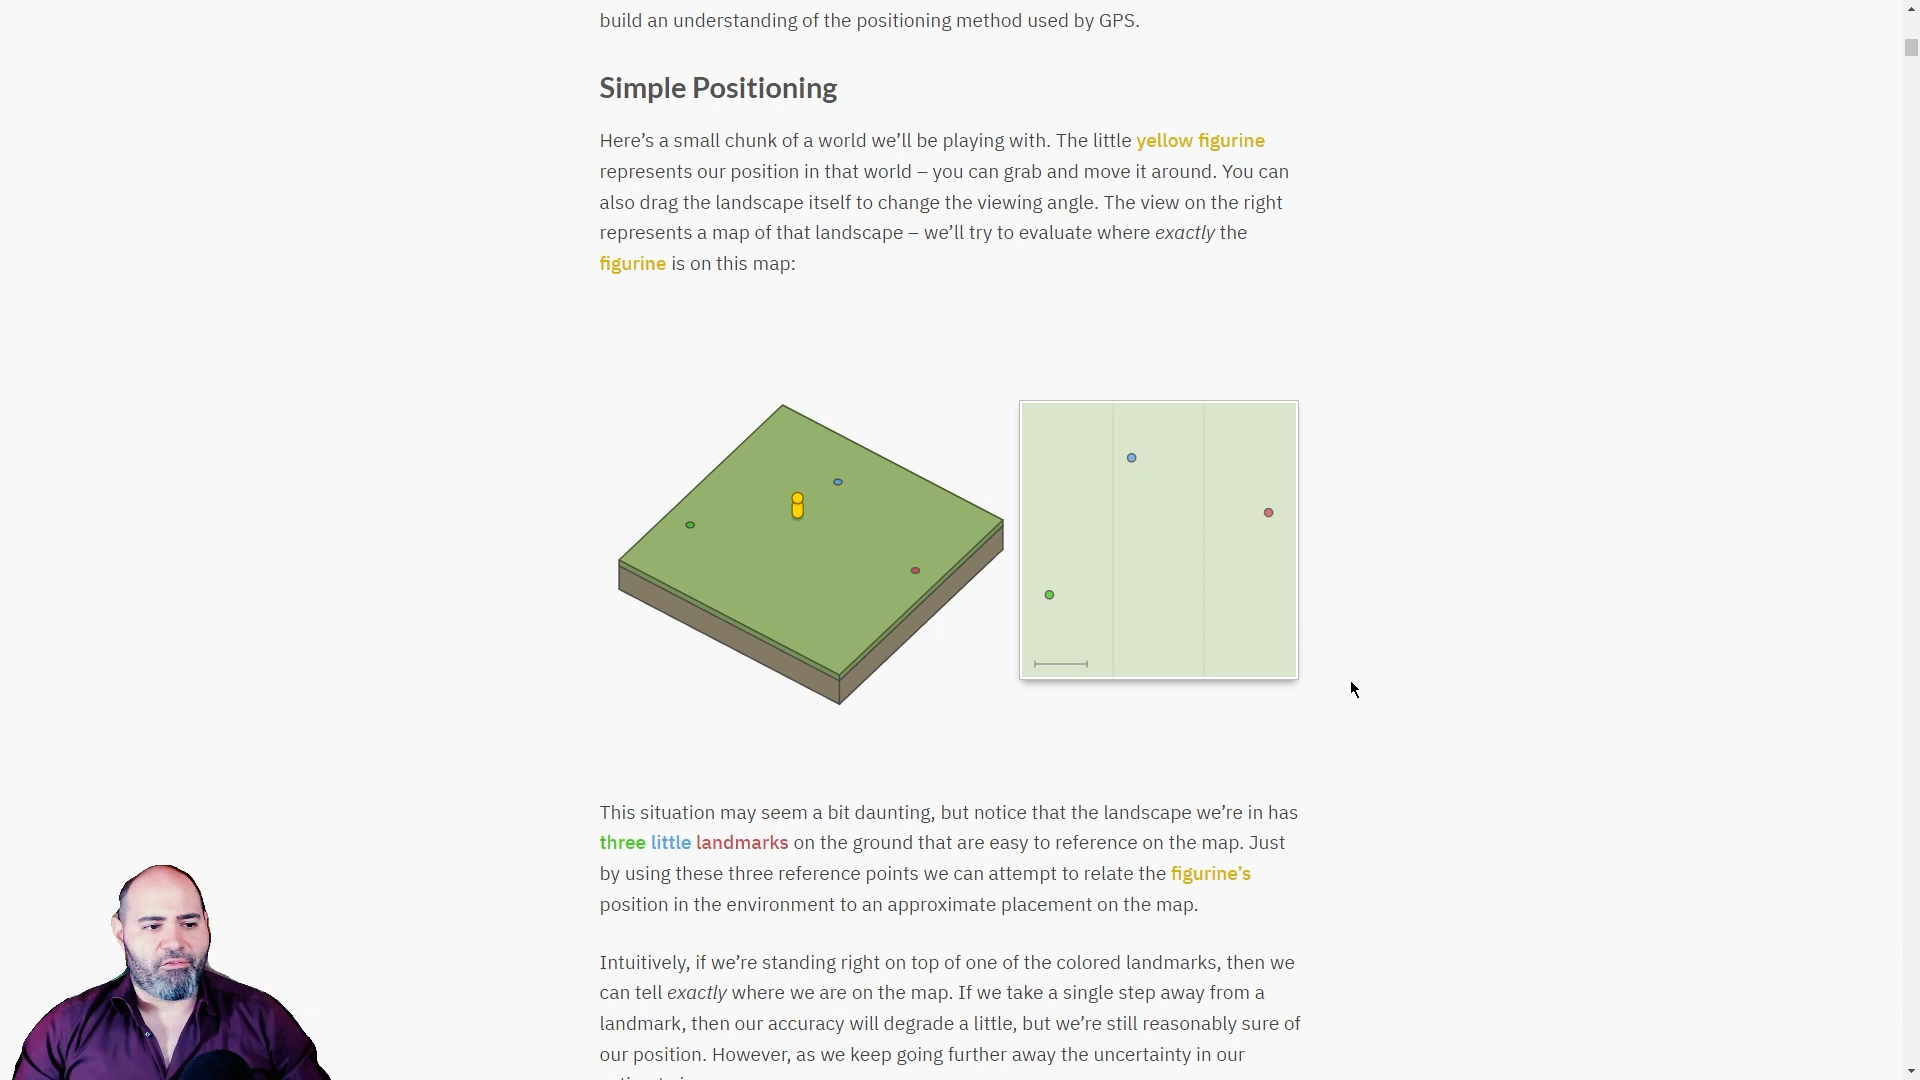 build an understanding of the positioning method used by GPS.
Simple Positioning
Here’s a small chunk of a world we’ll be playing with. The little yellow figurine
represents our position in that world – you can grab and move it around. You can
also drag the landscape itself to change the viewing angle. The view on the right
represents a map of that landscape – we’ll try to evaluate where exactly the
figurine is on this map:
This situation may seem a bit daunting, but notice that the landscape we’re in has
three little landmarks on the ground that are easy to reference on the map. Just
by using these three reference points we can attempt to relate the figurine’s
position in the environment to an approximate placement on the map.
Intuitively, if we’re standing right on top of one of the colored landmarks, then we
can tell exactly where we are on the map. If we take a single step away from a
landmark, then our accuracy will degrade a little, but we’re still reasonably sure of
our position. However, as we keep going further away the uncertainty in our